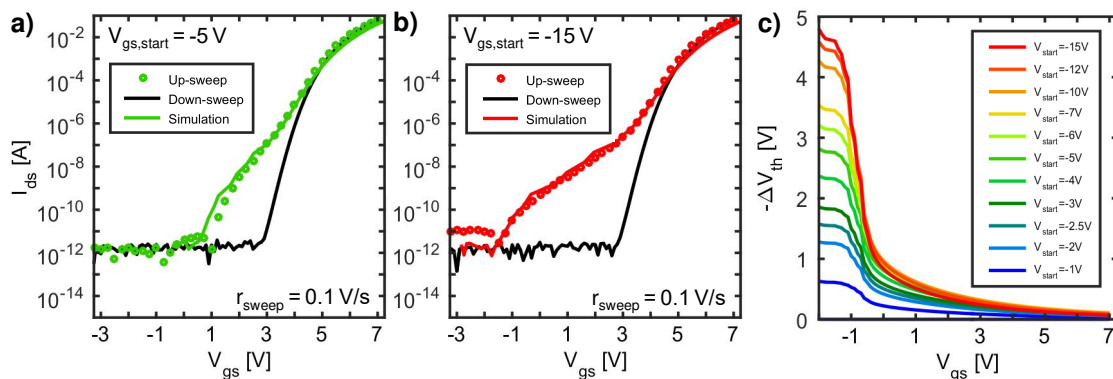 a)
V_gs,start = -5 V
Up-sweep
Down-sweep
Simulation
r_sweep = 0.1 V/s
I_ds [A]
10^-2
10^-4
10^-6
10^-8
10^-10
10^-12
10^-14
-3 -1 1 3 5 7
V_gs [V]
b)
V_gs,start = -15 V
Up-sweep
Down-sweep
Simulation
r_sweep = 0.1 V/s
10^-2
10^-4
10^-6
10^-8
10^-10
10^-12
10^-14
-3 -1 1 3 5 7
V_gs [V]
c)
-ΔV_th [V]
5
4
3
2
1
0
V_start=-15V
V_start=-12V
V_start=-10V
V_start=-7V
V_start=-6V
V_start=-5V
V_start=-4V
V_start=-3V
V_start=-2.5V
V_start=-2V
V_start=-1V
-1 1 3 5 7
V_gs [V]